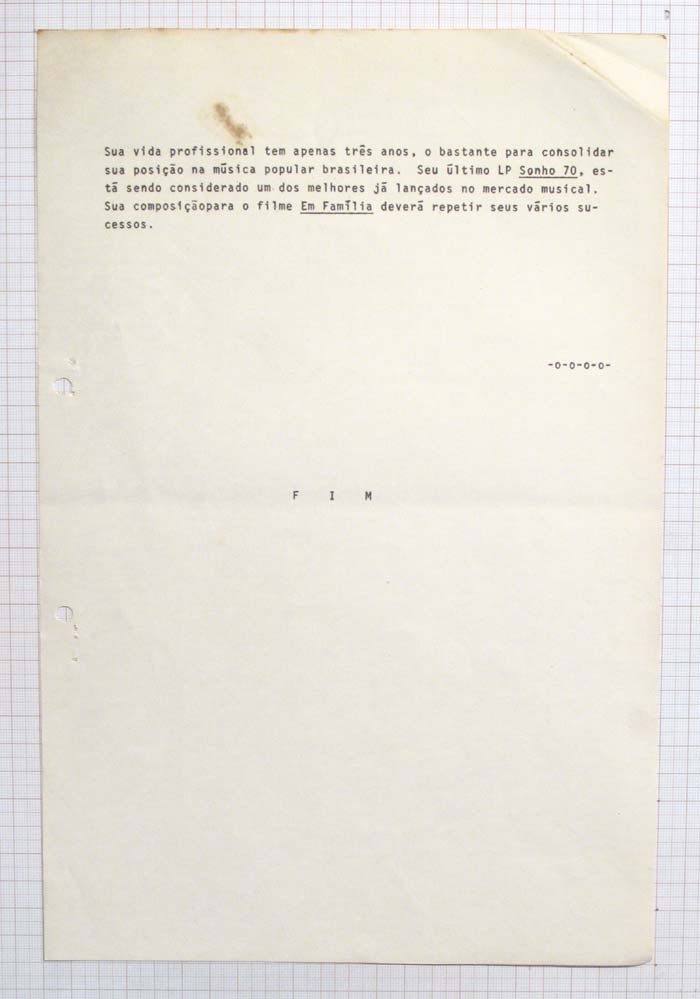 Sua vida profissional tem apenas três anos, o bastante para consolidar
sua posição na música popular brasileira. Seu último LP Sonho 70, es-
tá sendo considerado um dos melhores já lançados no mercado musical.
Sua composiçãopara o filme Em Família deverá repetir seus vários su-
cessos.
-o-o-o-o-
F I M